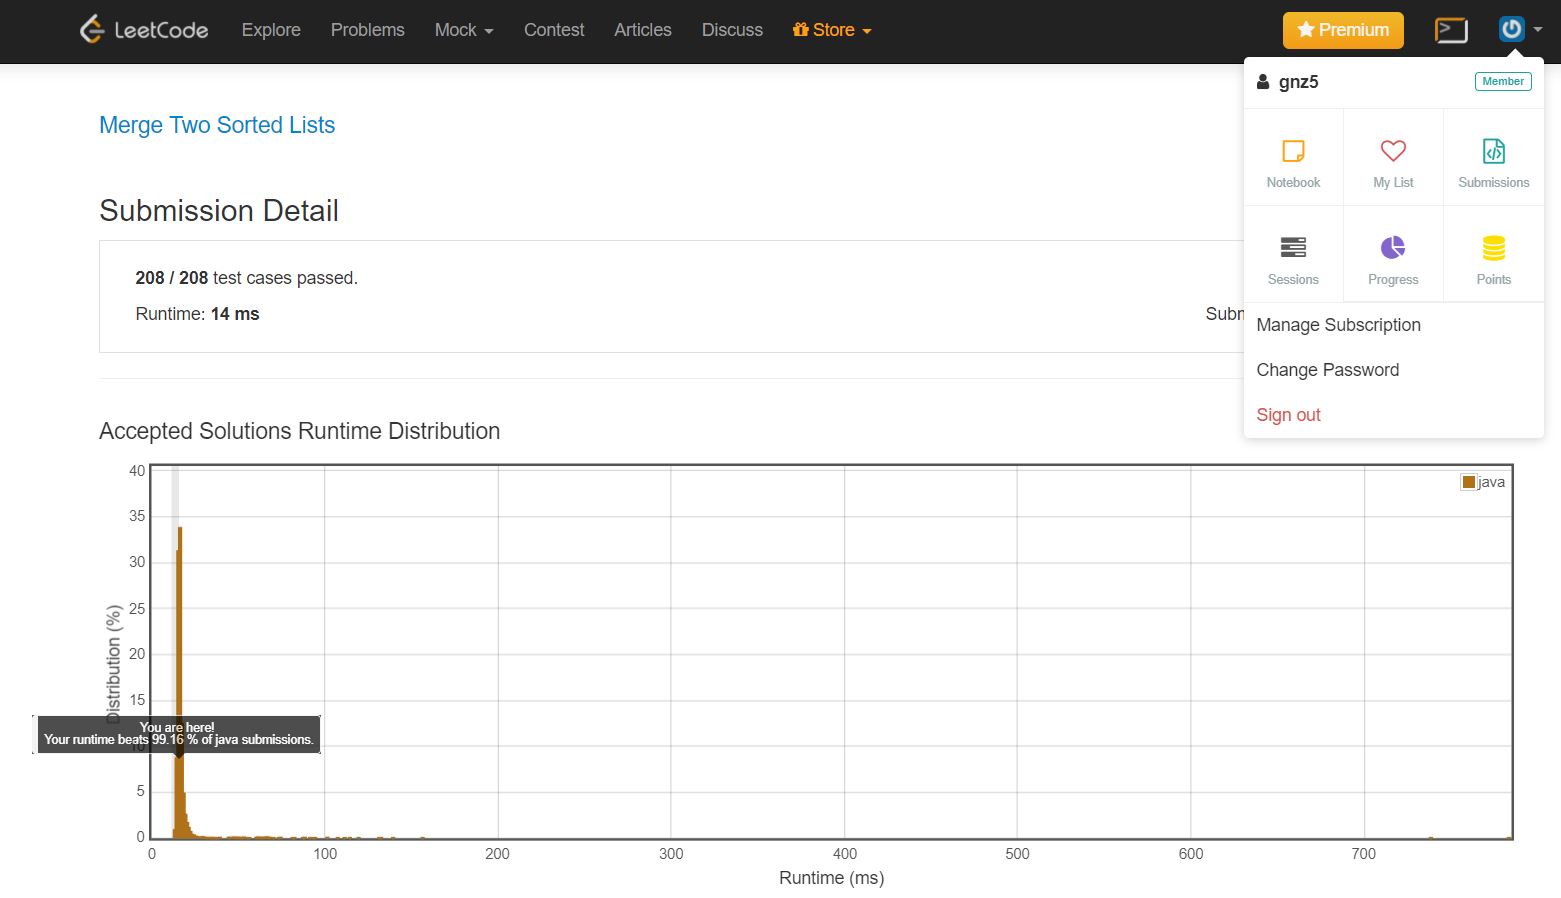 LeetCode Explore Problems Mock Contest Articles Discuss Store Premium
gnz5 Member
Merge Two Sorted Lists
Notebook My List Submissions
Submission Detail
208 / 208 test cases passed.
Sessions Progress Points
Runtime: 14 ms
Manage Subscription
Change Password
Sign out
Accepted Solutions Runtime Distribution
40
java
35
30
25
20
15
10
5
0
Distribution (%)
You are here!
Your runtime beats 99.16 % of java submissions.
0 100 200 300 400 500 600 700
Runtime (ms)